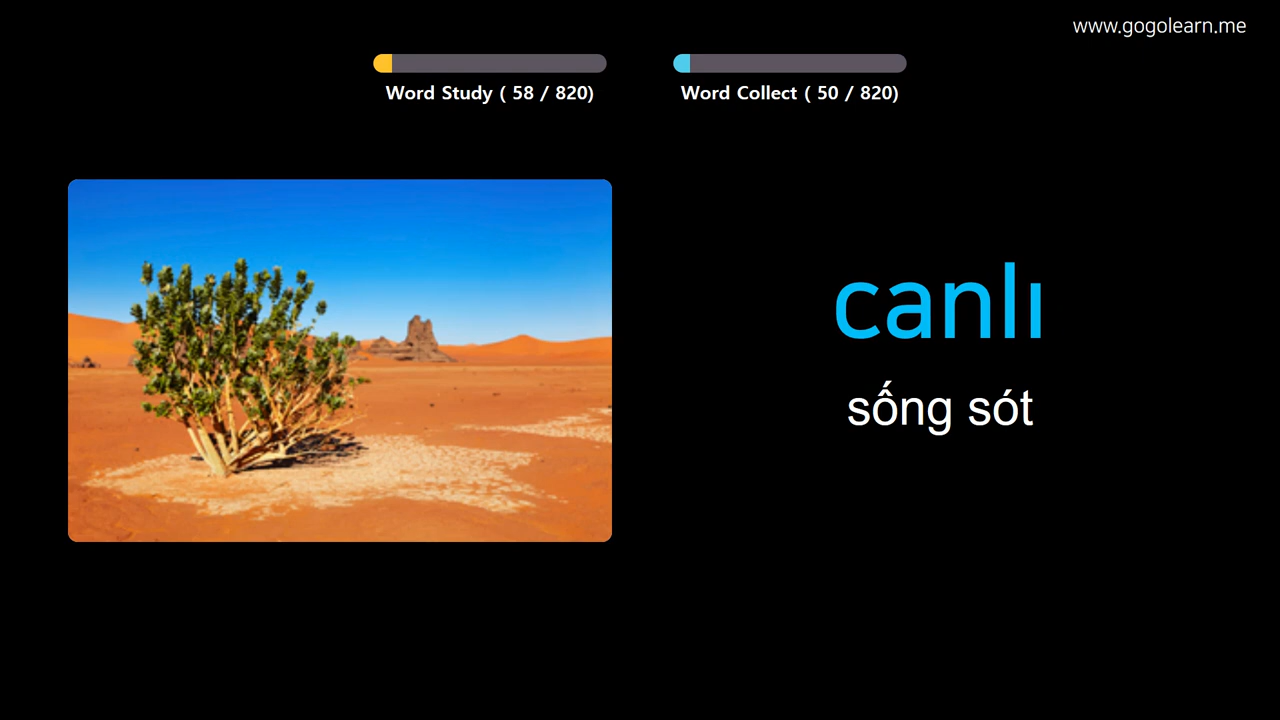 www.gogolearn.me
Word Study ( 58 / 820)
Word Collect ( 50 / 820)
canlı
sống sót